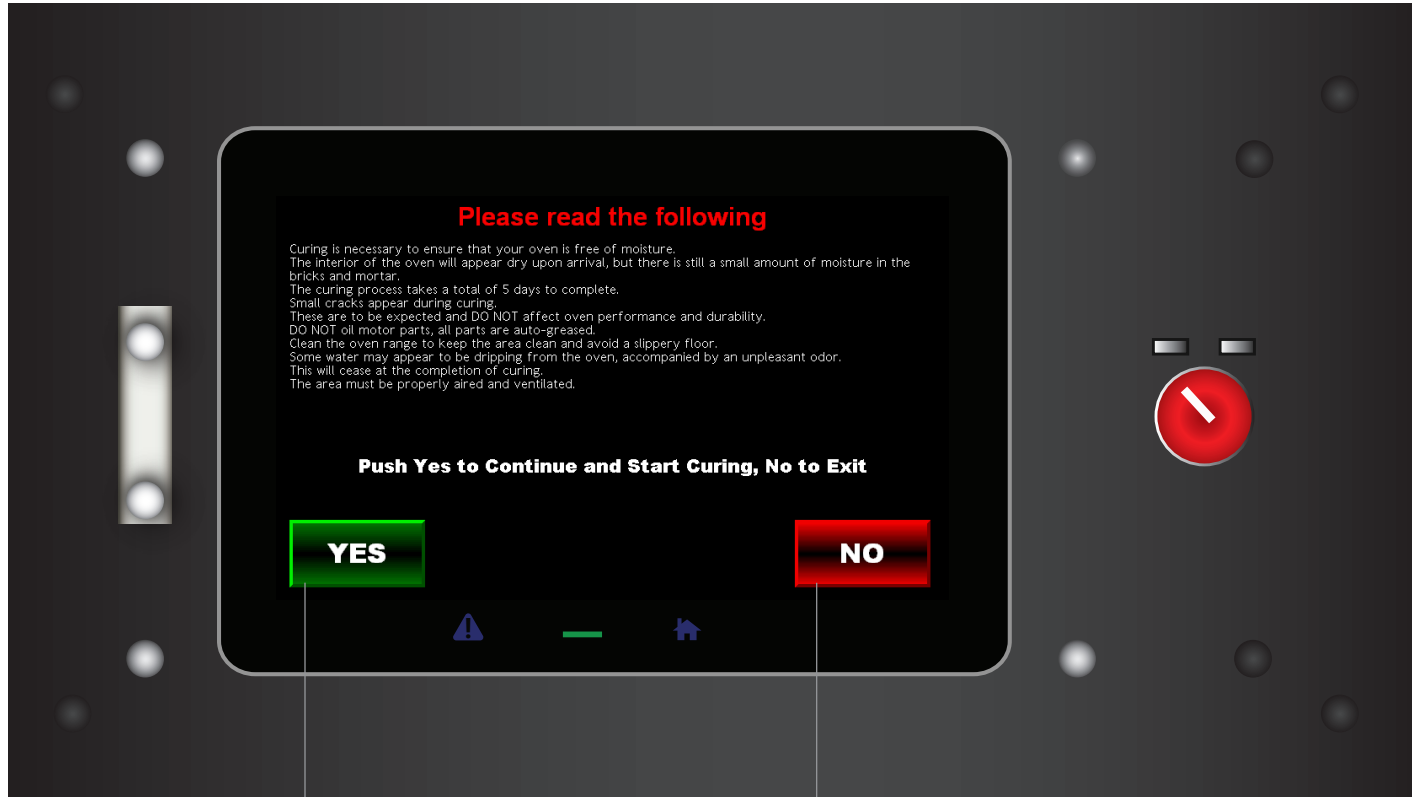 Please read the following
Curing is necessary to ensure that your oven is free of moisture.
The interior of the oven will appear dry upon arrival, but there is still a small amount of moisture in the
bricks and mortar.
The curing process takes a total of 5 days to complete.
Small cracks appear during curing.
These are to be expected and DO NOT affect oven performance and durability.
DO NOT oil motor parts, all parts are auto-greased.
Clean the oven range to keep the area clean and avoid a slippery floor.
Some water may appear to be dripping from the oven, accompanied by an unpleasant odor.
This will cease at the completion of curing.
The area must be properly aired and ventilated.
Push Yes to Continue and Start Curing, No to Exit
YES
NO